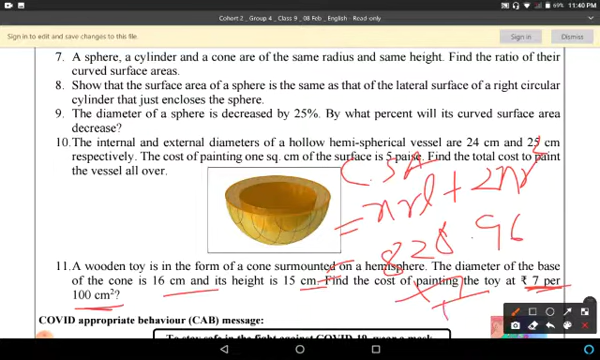 69% 11:40 PM
Cohort 2 _ Group 4 _ Class 9 _ 08 Feb _ English - Read-only
Sign in to edit and save changes to this file.
Sign in
Dismiss
7. A sphere, a cylinder and a cone are of the same radius and same height. Find the ratio of their
curved surface areas.
8. Show that the surface area of a sphere is the same as that of the lateral surface of a right circular
cylinder that just encloses the sphere.
9. The diameter of a sphere is decreased by 25%. By what percent will its curved surface area
decrease?
10. The internal and external diameters of a hollow hemi-spherical vessel are 24 cm and 25 cm
respectively. The cost of painting one sq. cm of the surface is 5 paise. Find the total cost to paint
the vessel all over.
CSA
= πrl + 2πr²
= 828.96
×7
11. A wooden toy is in the form of a cone surmounted on a hemisphere. The diameter of the base
of the cone is 16 cm and its height is 15 cm. Find the cost of painting the toy at ₹ 7 per
100 cm²?
COVID appropriate behaviour (CAB) message: